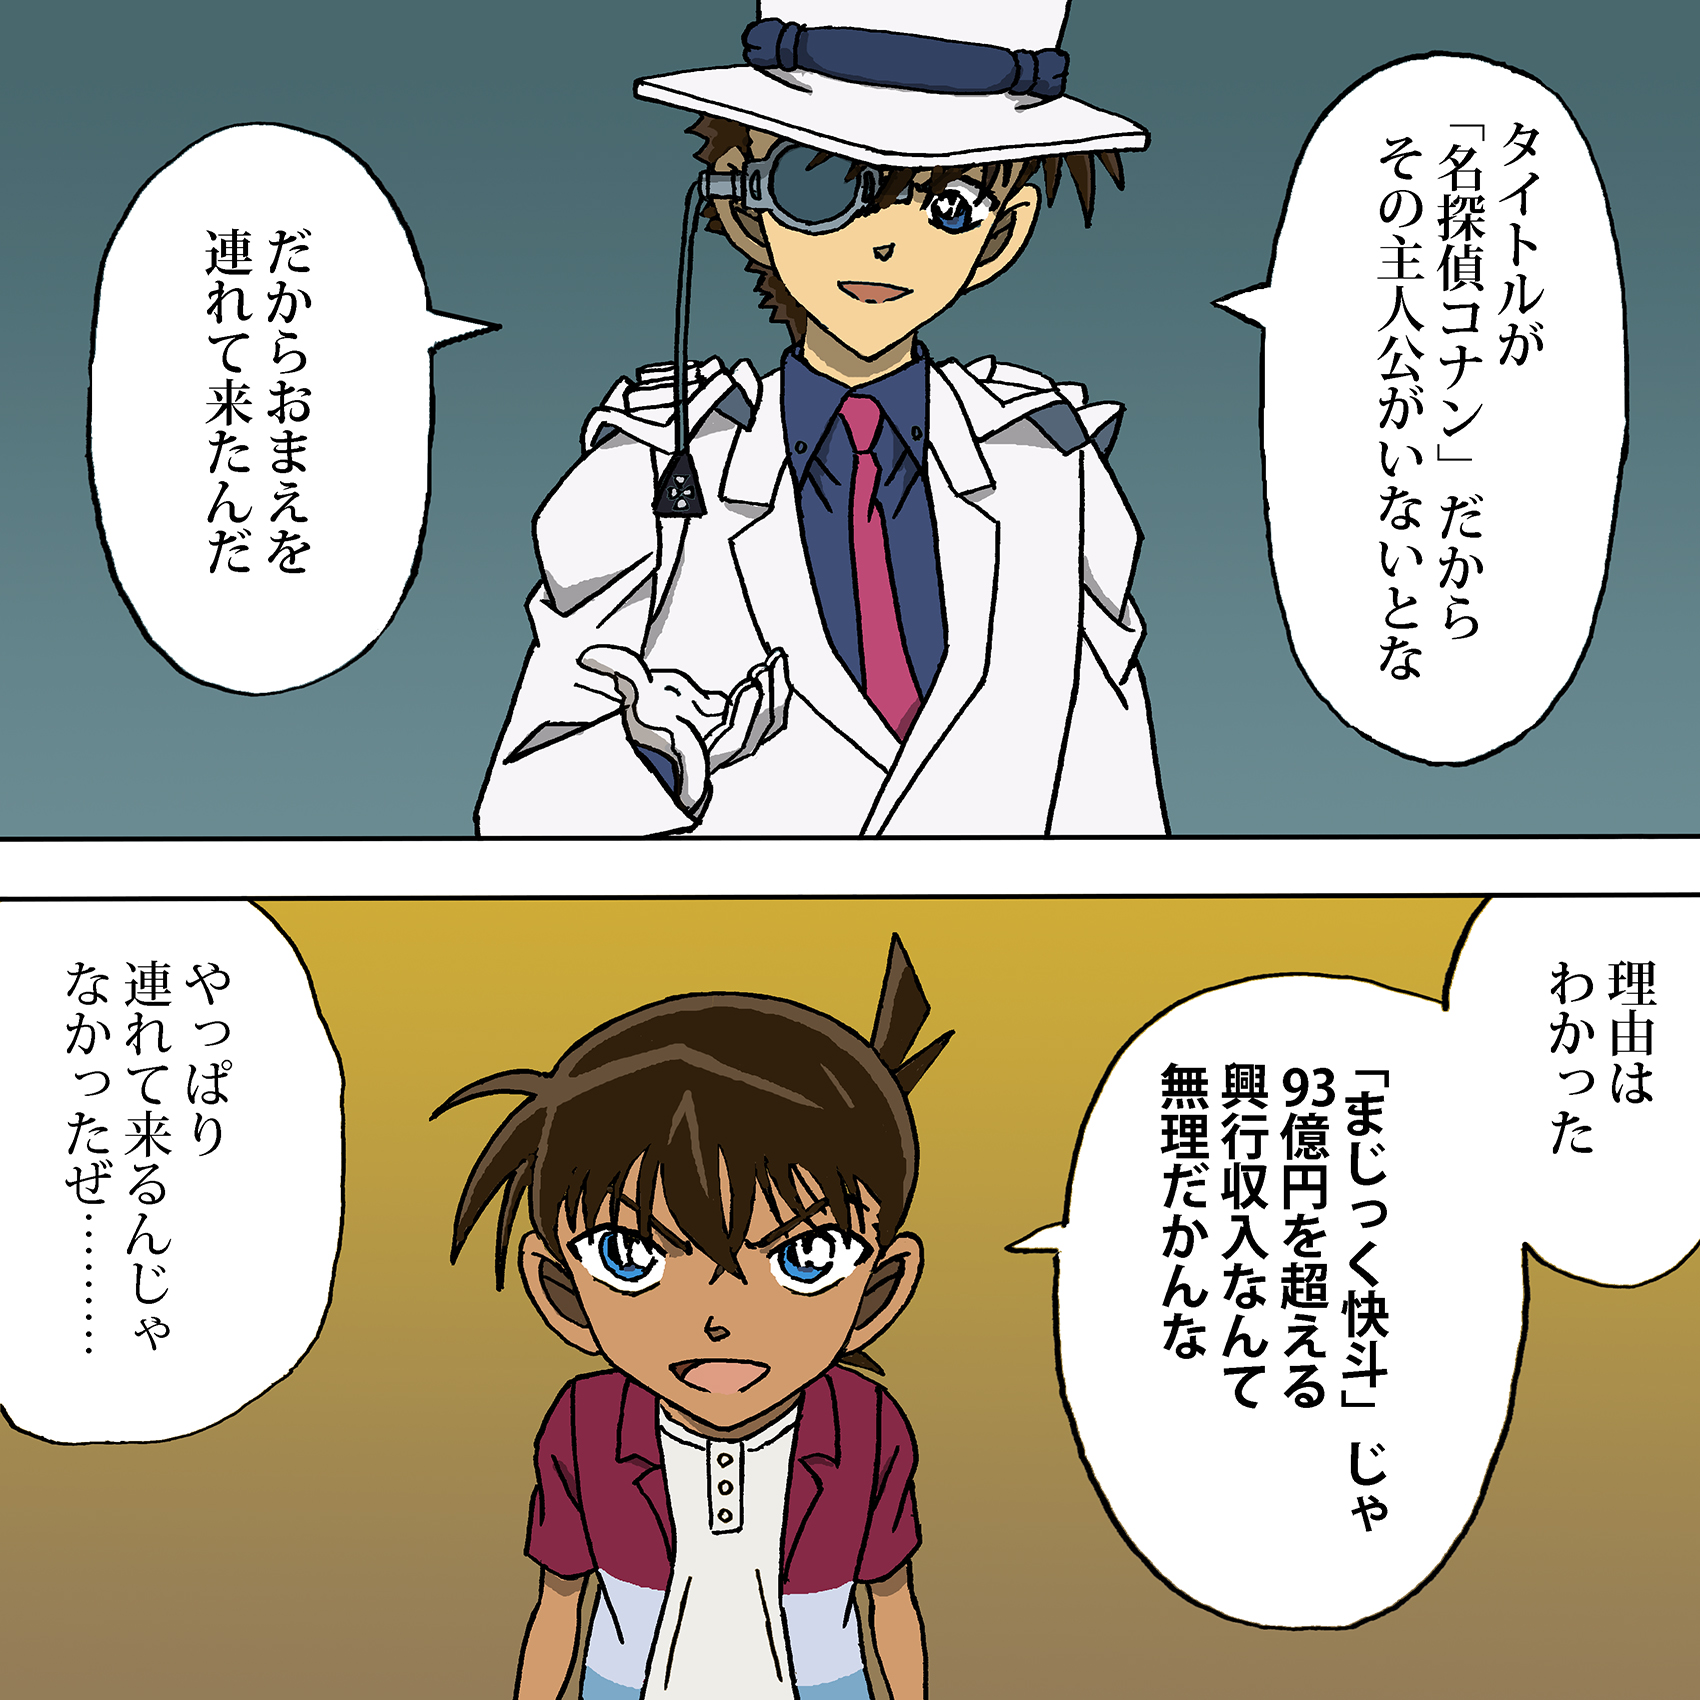 タイトルが
「名探偵コナン」だから
その主人公がいないとな
だからおまえを
連れて来たんだ
理由は
わかった
「まじっく快斗」じゃ
93億円を超える
興行収入なんて
無理だかんな
やっぱり
連れて来るんじゃ
なかったぜ…………